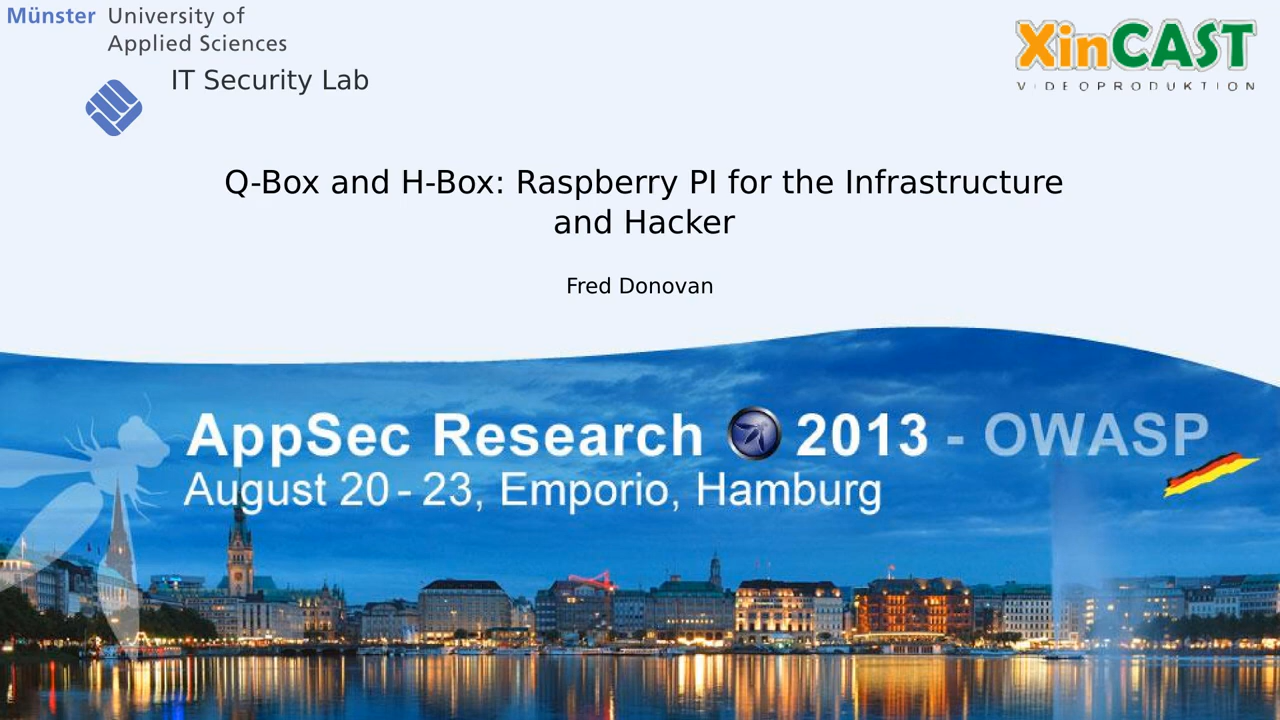 Münster University of
Applied Sciences
IT Security Lab
XinCAST
VIDEOPRODUKTION
Q-Box and H-Box: Raspberry PI for the Infrastructure
and Hacker
Fred Donovan
AppSec Research 2013 - OWASP
August 20 - 23, Emporio, Hamburg